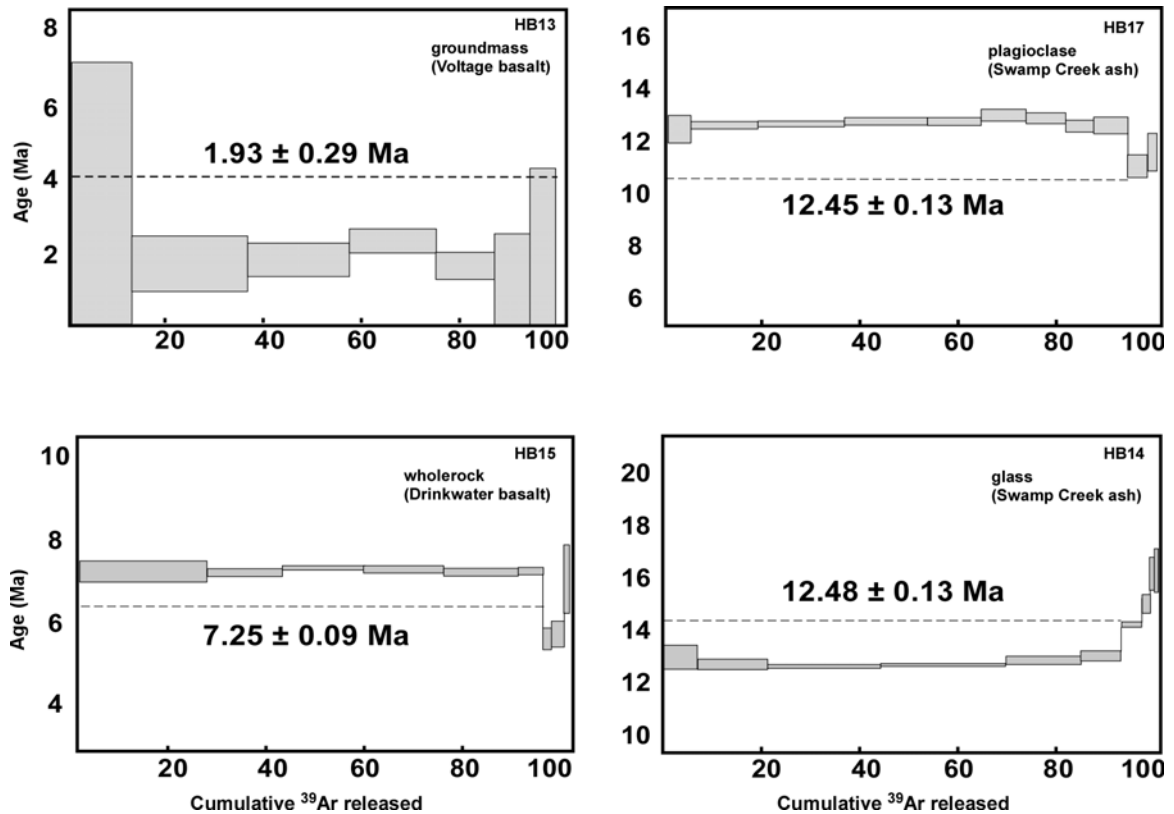 HB13
groundmass
(Voltage basalt)
1.93 ± 0.29 Ma
Age (Ma)
8
6
4
2
20 40 60 80 100
HB17
plagioclase
(Swamp Creek ash)
12.45 ± 0.13 Ma
16
14
12
10
8
6
20 40 60 80 100
HB15
wholerock
(Drinkwater basalt)
7.25 ± 0.09 Ma
Age (Ma)
10
8
6
4
20 40 60 80 100
Cumulative ³⁹Ar released
HB14
glass
(Swamp Creek ash)
12.48 ± 0.13 Ma
20
18
16
14
12
10
20 40 60 80 100
Cumulative ³⁹Ar released